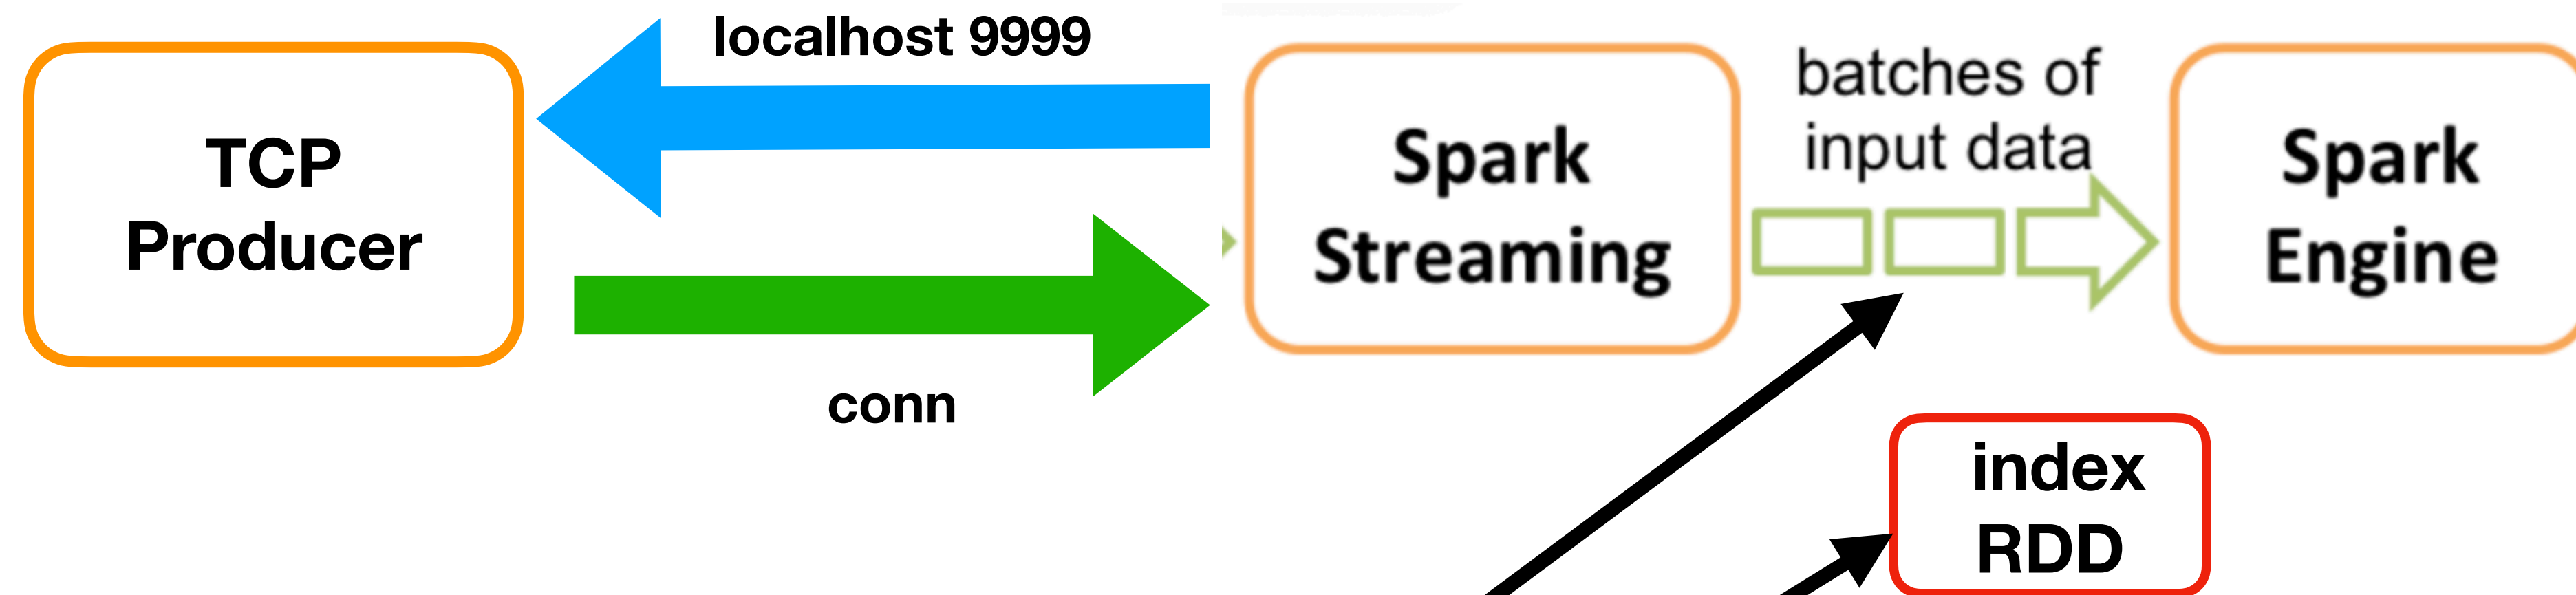 localhost 9999
TCP
Producer
conn
Spark
Streaming
batches of
input data
Spark
Engine
index
RDD